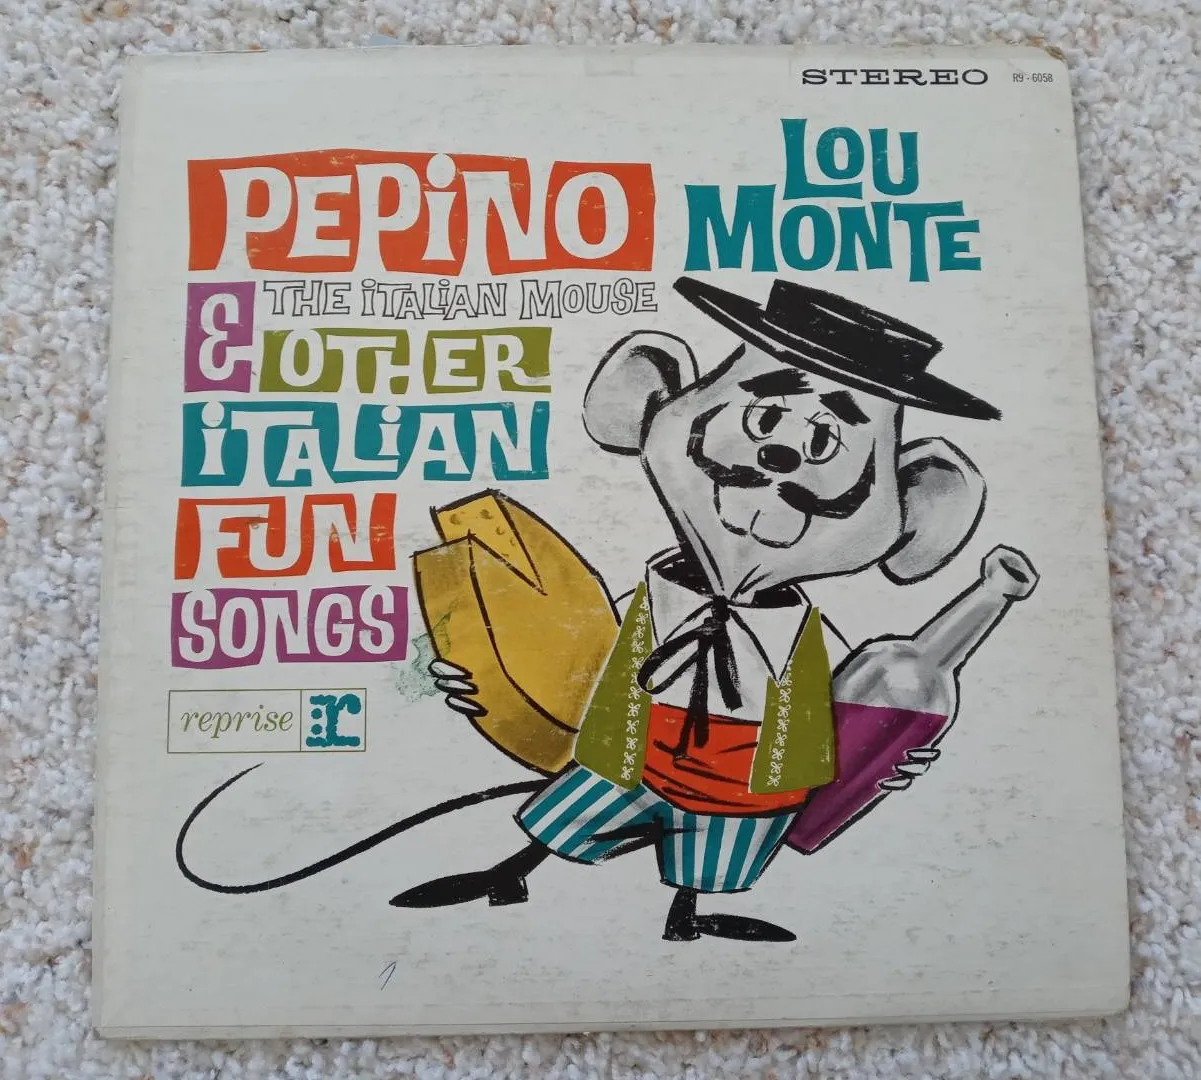 STEREO R9-6058
LOU
MONTE
PEPiNO
& THE iTALiAN MOUSE
OTHER
iTALiAN
FUN
SONGS
reprise r: